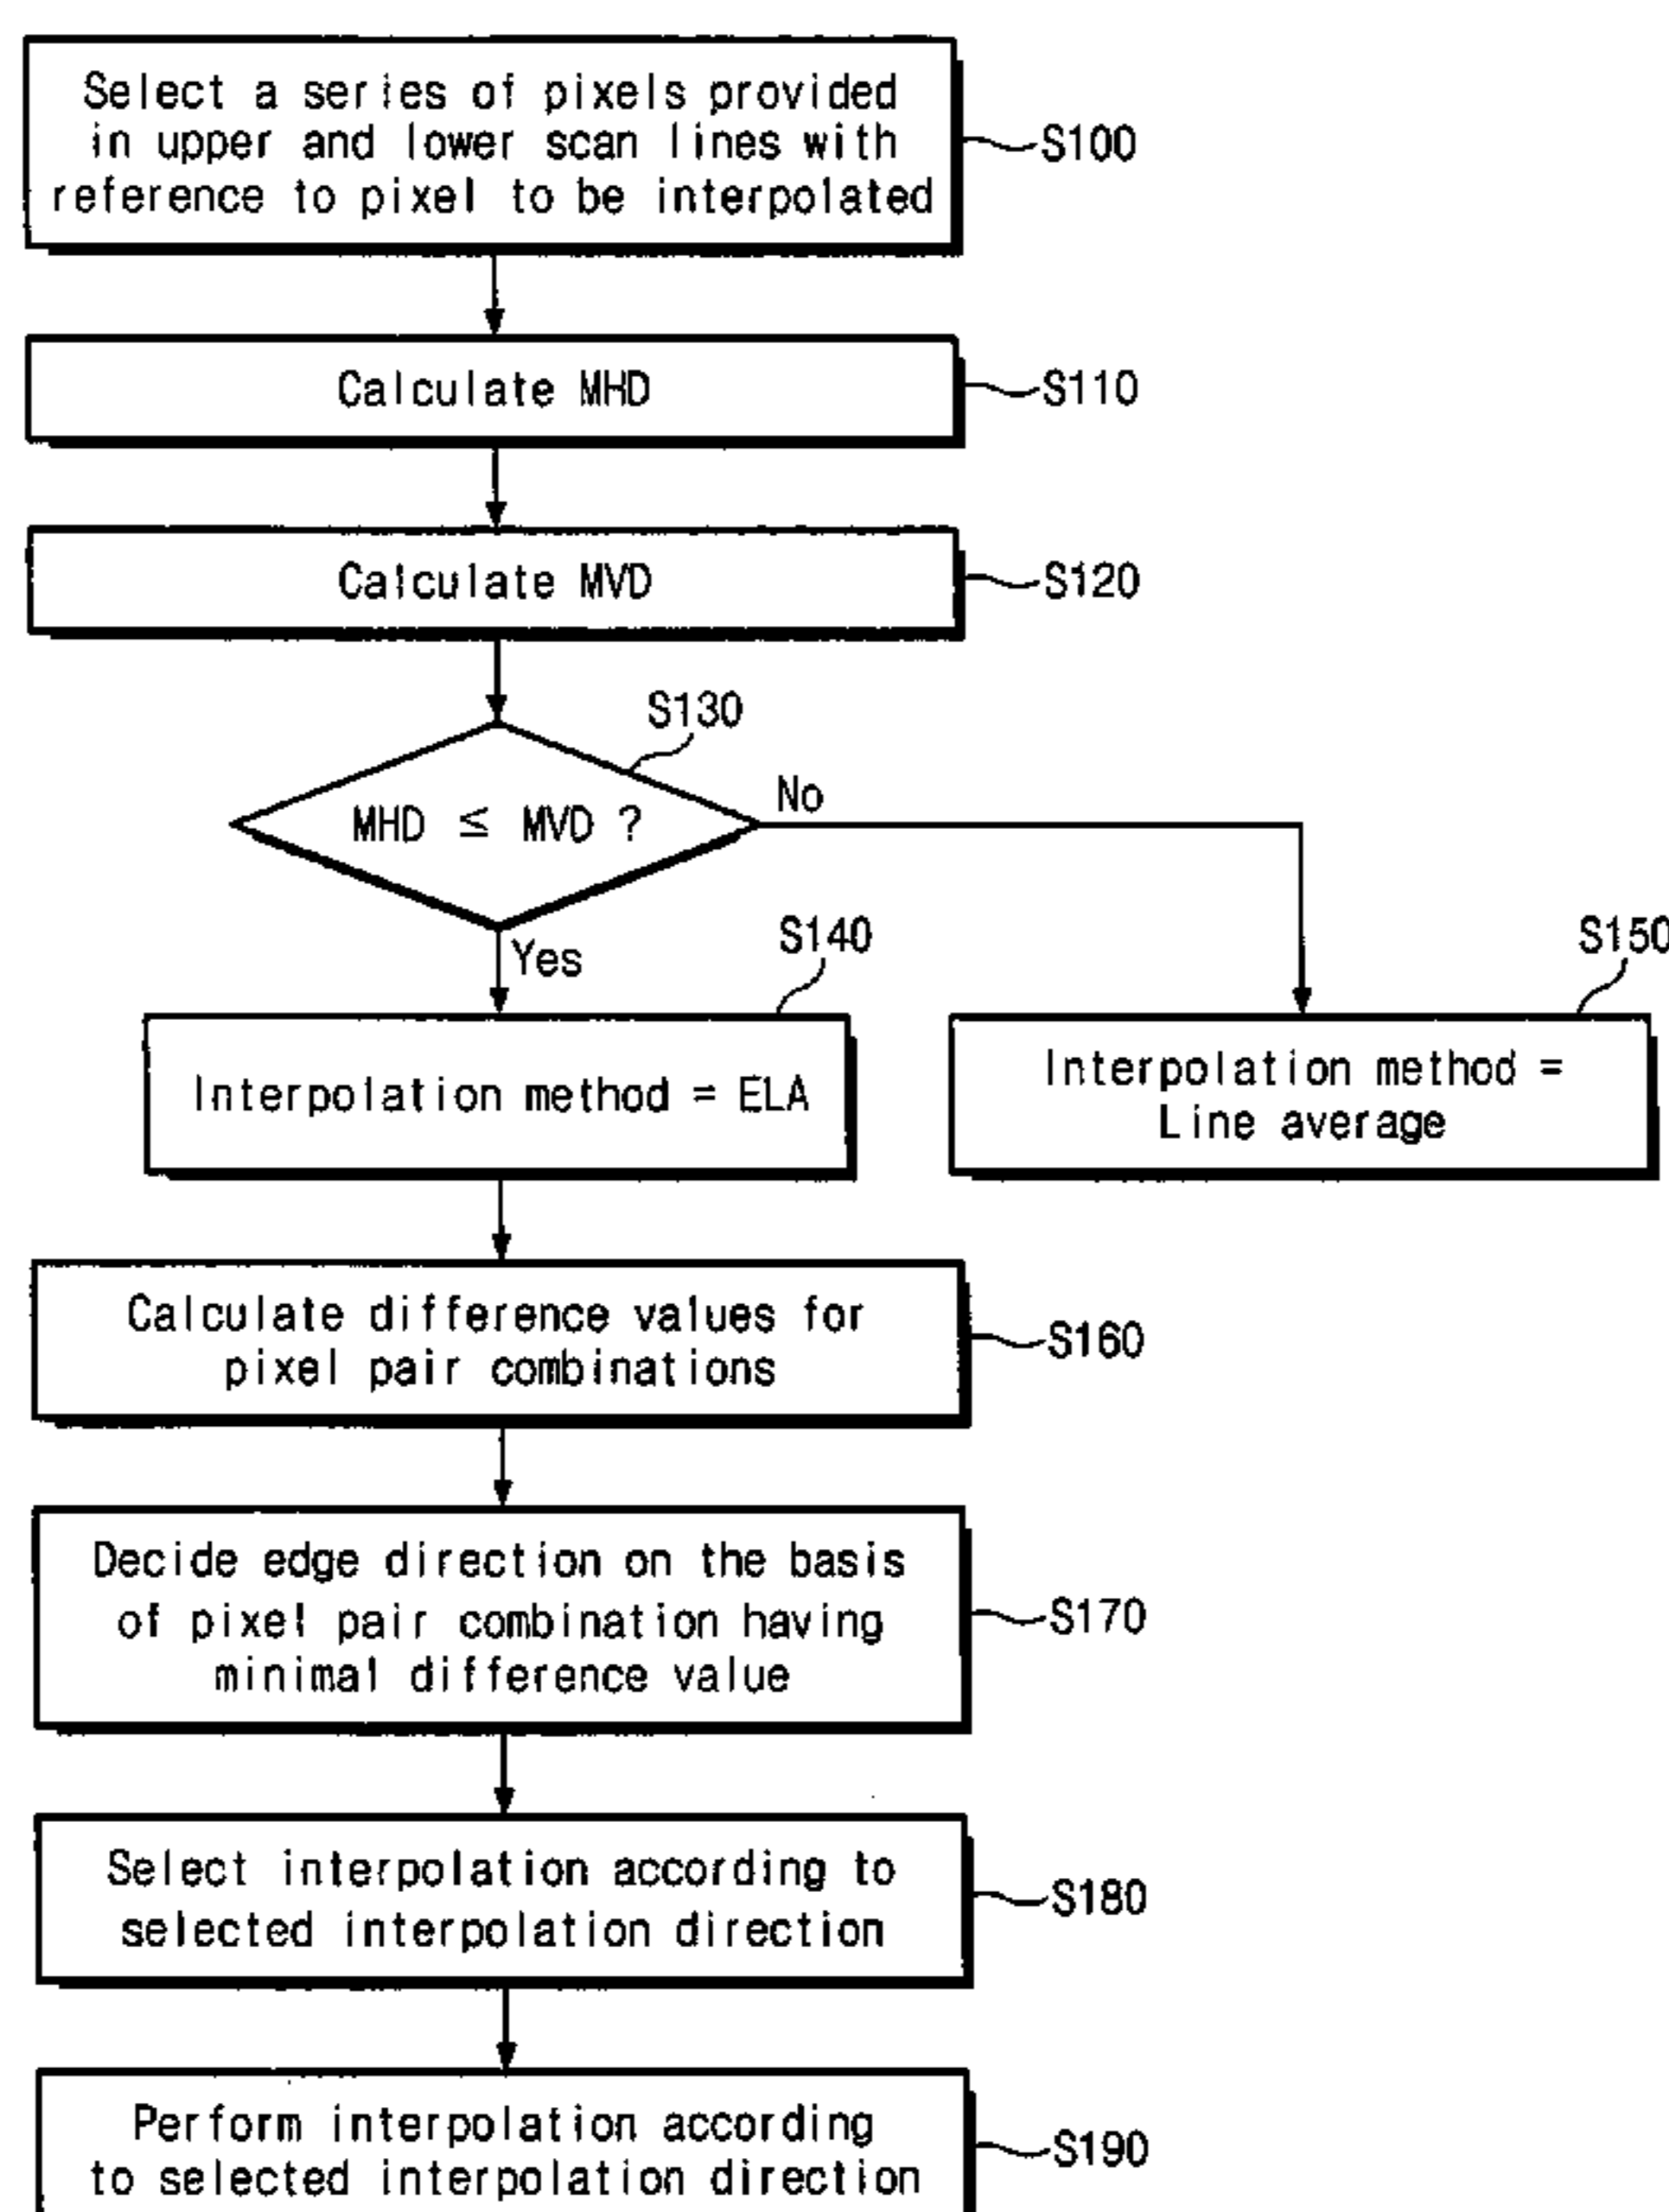 Select a series of pixels provided
in upper and lower scan lines with
reference to pixel to be interpolated
S100
Calculate MHD
S110
Calculate MVD
S120
S130
MHD ≤ MVD ?
No
Yes
S140
S150
Interpolation method = ELA
Interpolation method =
Line average
Calculate difference values for
pixel pair combinations
S160
Decide edge direction on the basis
of pixel pair combination having
minimal difference value
S170
Select interpolation according to
selected interpolation direction
S180
Perform interpolation according
to selected interpolation direction
S190